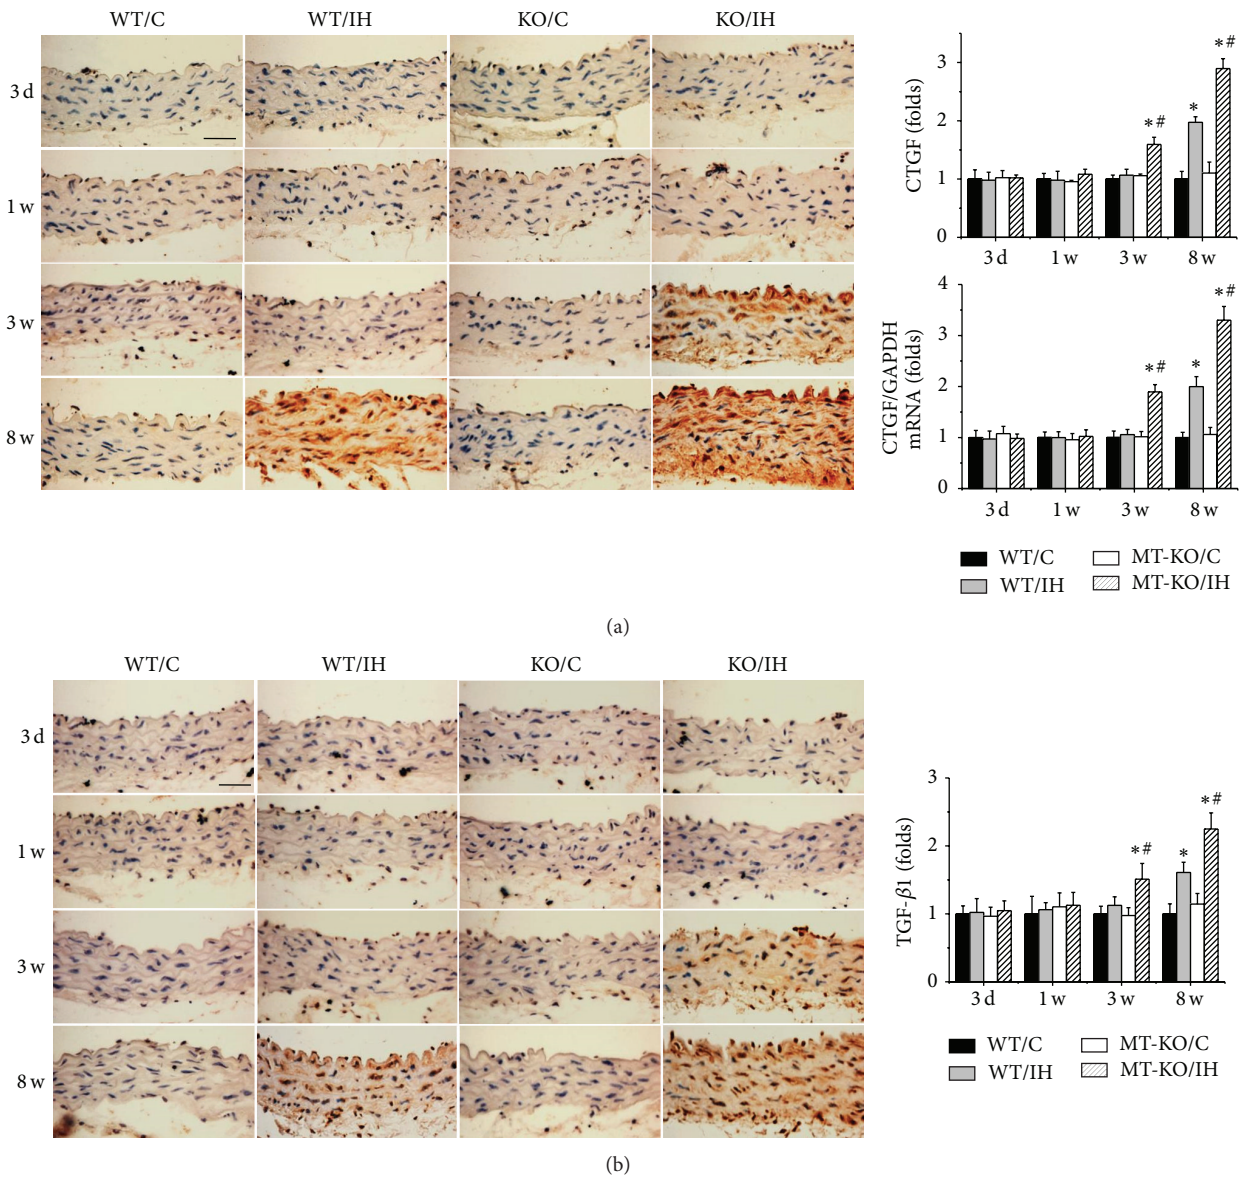 WT/C WT/IH KO/C KO/IH
3 d
1 w
3 w
8 w
CTGF (folds)
3
2
1
0
* # * * #
3 d 1 w 3 w 8 w
CTGF/GAPDH
mRNA (folds)
4
3
2
1
0
* # * * #
3 d 1 w 3 w 8 w
WT/C MT-KO/C
WT/IH MT-KO/IH
(a)
WT/C WT/IH KO/C KO/IH
3 d
1 w
3 w
8 w
TGF-β1 (folds)
3
2
1
0
* # * * #
3 d 1 w 3 w 8 w
WT/C MT-KO/C
WT/IH MT-KO/IH
(b)